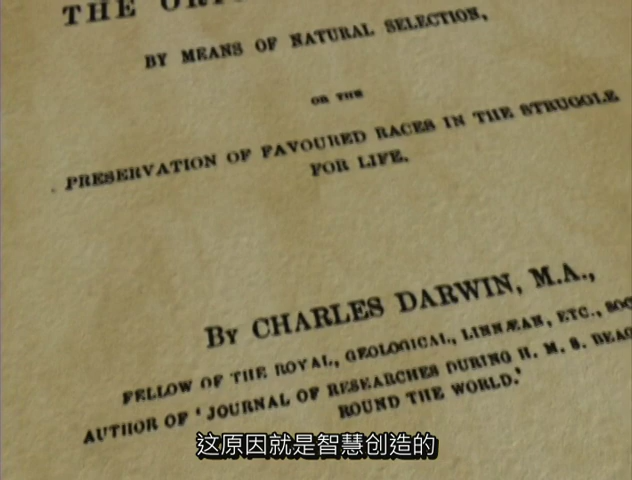 THE
BY MEANS OF NATURAL SELECTION,
OR THE
PRESERVATION OF FAVOURED RACES IN THE STRUGGLE
FOR LIFE.
BY CHARLES DARWIN, M.A.,
FELLOW OF THE ROYAL, GEOLOGICAL, LINNÆAN, ETC.,
AUTHOR OF 'JOURNAL OF RESEARCHES DURING H. M. S.
ROUND THE WORLD.'
这原因就是智慧创造的